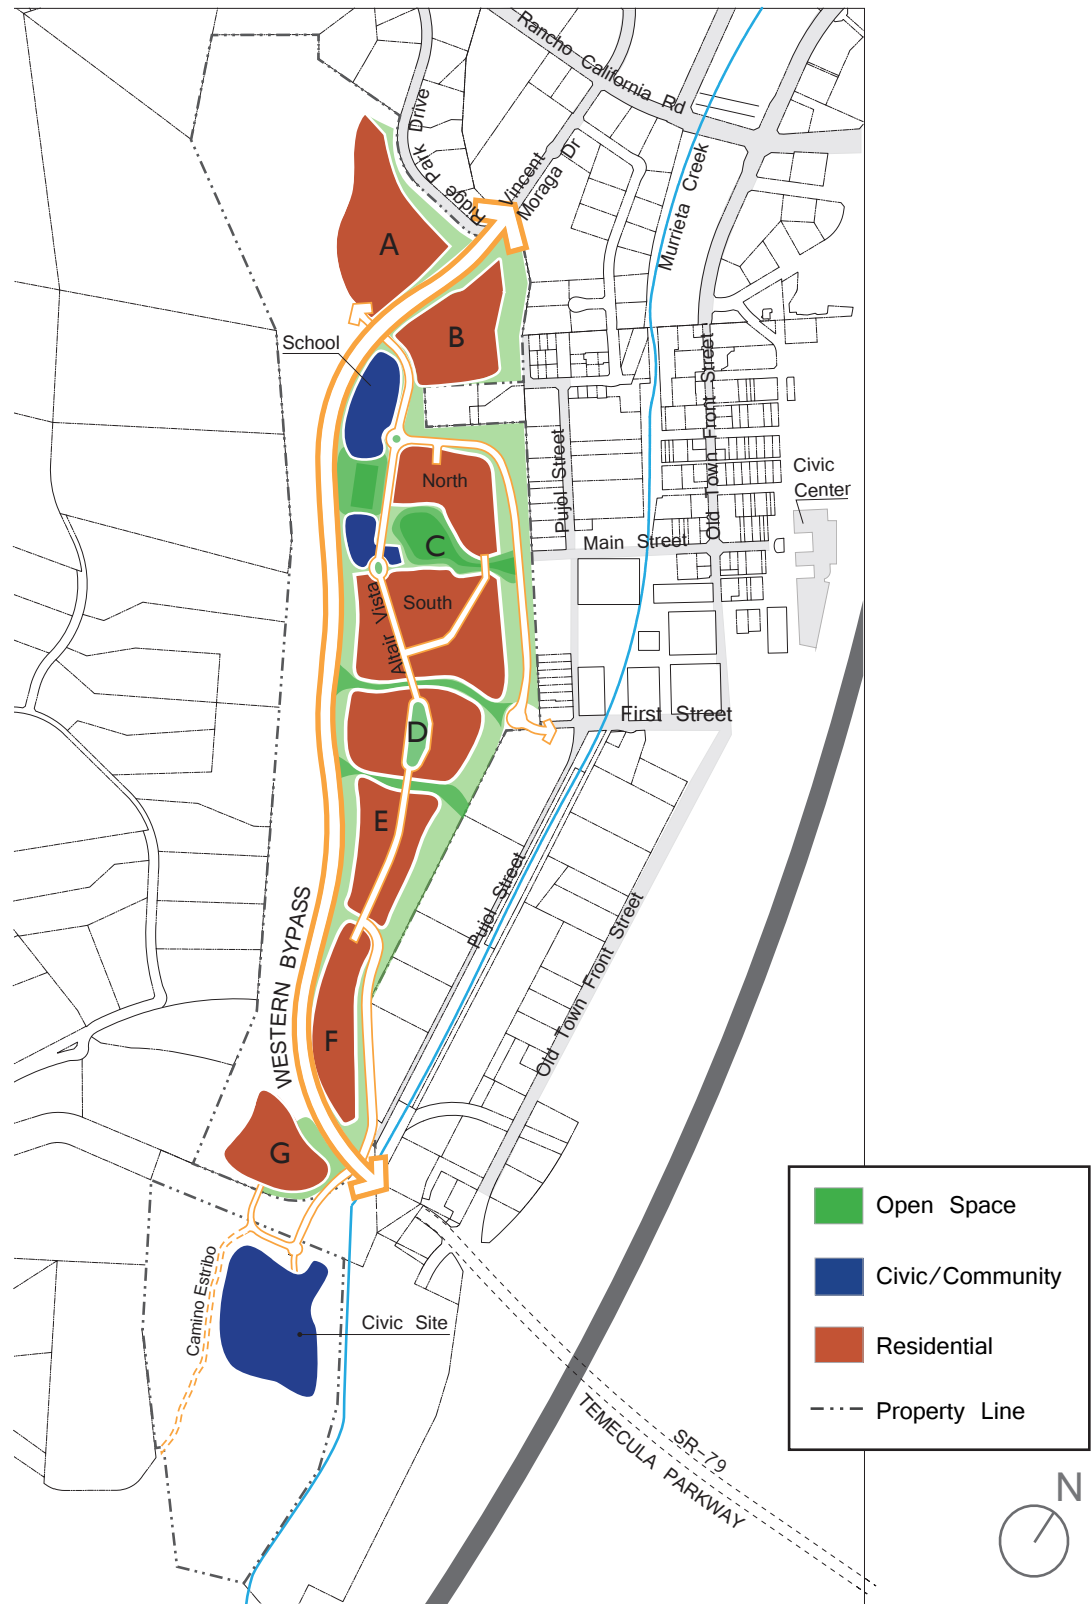 Rancho California Rd
Ridge Park Drive
Vincent
Moraga Dr
Murrieta Creek
A
B
School
Old Town Front Street
Pujol Street
North
Civic
Center
Main Street
C
South
Altair Vista
First Street
D
E
Pujol Street
WESTERN BYPASS
Old Town Front Street
F
G
Open Space
Camino Estribo
Civic/Community
Civic Site
Residential
Property Line
SR-79
TEMECULA PARKWAY
N